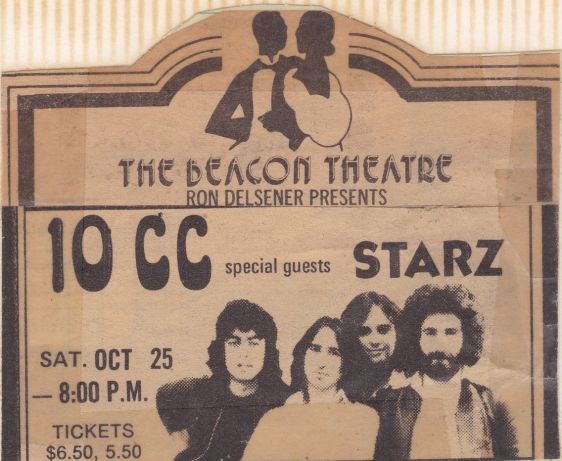 THE BEACON THEATRE
RON DELSENER PRESENTS
10 CC special guests STARZ
SAT. OCT 25
— 8:00 P.M.
TICKETS
$6.50, 5.50